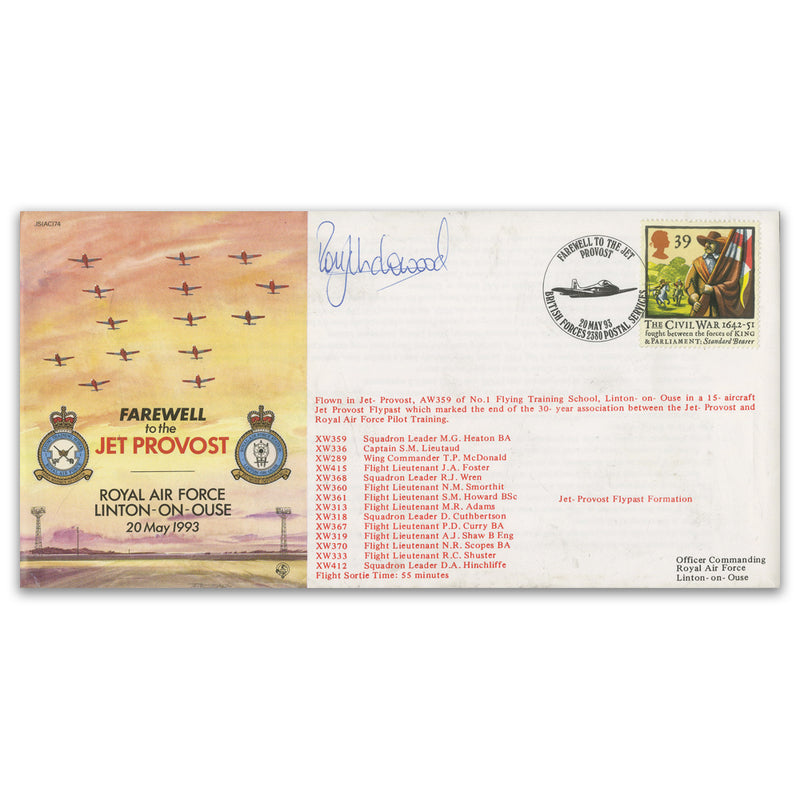 JS(AC)74
FAREWELL
to the
JET PROVOST
ROYAL AIR FORCE
LINTON-ON-OUSE
20 May 1993
Roy Underwood
FAREWELL TO THE JET
PROVOST
20 MAY 93
BRITISH FORCES 2380 POSTAL SERVICES
39
THE CIVIL WAR 1642-51
fought between the forces of KING
& PARLIAMENT: Standard Bearer
Flown in Jet- Provost, AW359 of No.1 Flying Training School, Linton- on- Ouse in a 15- aircraft
Jet Provost Flypast which marked the end of the 30- year association between the Jet- Provost and
Royal Air Force Pilot Training.
XW359 Squadron Leader M.G. Heaton BA
XW336 Captain S.M. Lieutaud
XW289 Wing Commander T.P. McDonald
XW415 Flight Lieutenant J.A. Foster
XW368 Squadron Leader R.J. Wren
XW360 Flight Lieutenant N.M. Smorthit
XW361 Flight Lieutenant S.M. Howard BSc
XW313 Flight Lieutenant M.R. Adams
XW318 Squadron Leader D. Cuthbertson
XW367 Flight Lieutenant P.D. Curry BA
XW319 Flight Lieutenant A.J. Shaw B Eng
XW370 Flight Lieutenant N.R. Scopes BA
XW333 Flight Lieutenant R.C. Shuster
XW412 Squadron Leader D.A. Hinchliffe
Flight Sortie Time: 55 minutes
Jet- Provost Flypast Formation
Officer Commanding
Royal Air Force
Linton- on- Ouse